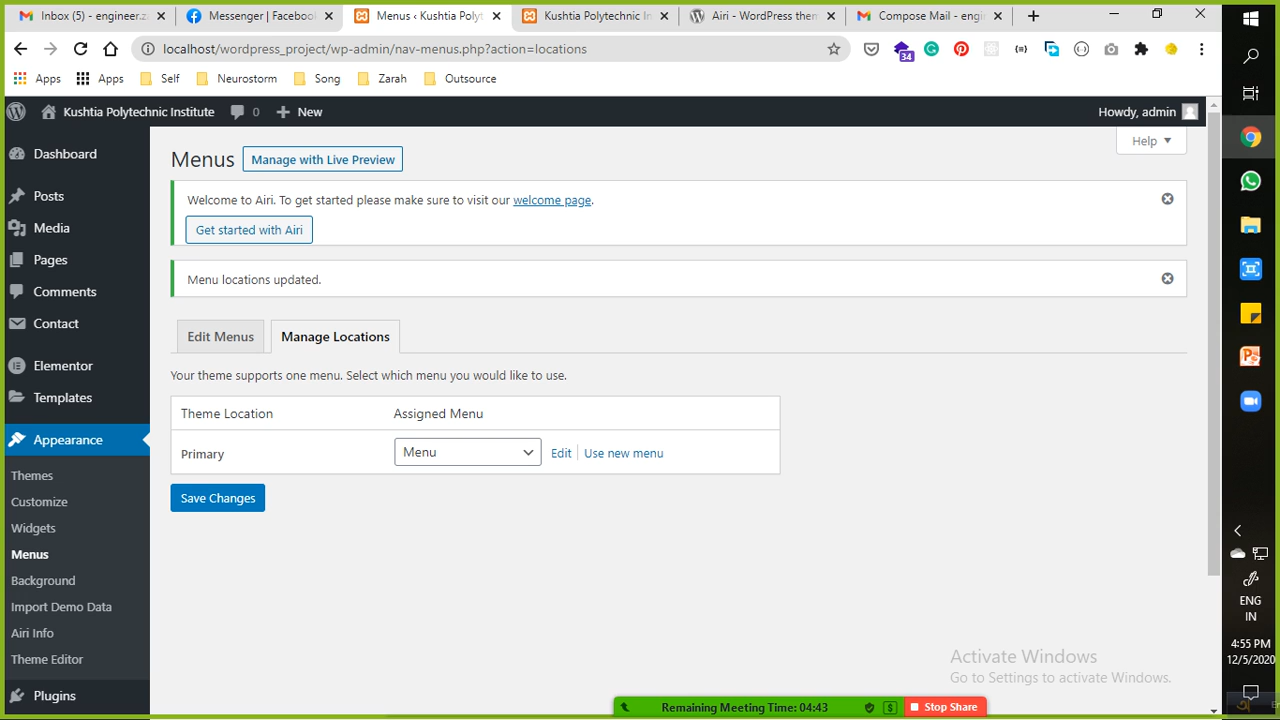 Inbox (5) - engineer.z
Messenger | Facebook
Menus ‹ Kushtia Polyt
Kushtia Polytechnic In
Airi - WordPress them
Compose Mail - engi
localhost/wordpress_project/wp-admin/nav-menus.php?action=locations
34
Apps
Apps
Self
Neurostorm
Song
Zarah
Outsource
Kushtia Polytechnic Institute
0
New
Howdy, admin
Help
Dashboard
Posts
Media
Pages
Comments
Contact
Elementor
Templates
Appearance
Themes
Customize
Widgets
Menus
Background
Import Demo Data
Airi Info
Theme Editor
Plugins
Menus
Manage with Live Preview
Welcome to Airi. To get started please make sure to visit our welcome page.
Get started with Airi
Menu locations updated.
Edit Menus
Manage Locations
Your theme supports one menu. Select which menu you would like to use.
Theme Location Assigned Menu
Primary Menu Edit Use new menu
Save Changes
Activate Windows
Go to Settings to activate Windows.
Remaining Meeting Time: 04:43
Stop Share
ENG
IN
4:55 PM
12/5/2020